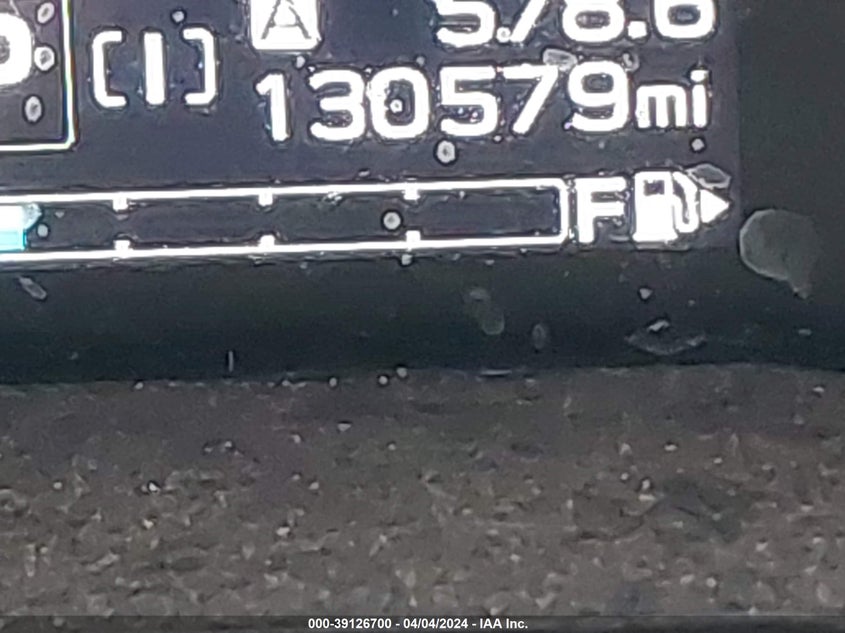 A 578.6
(I)
130579mi
F
000-39126700 - 04/04/2024 - IAA Inc.